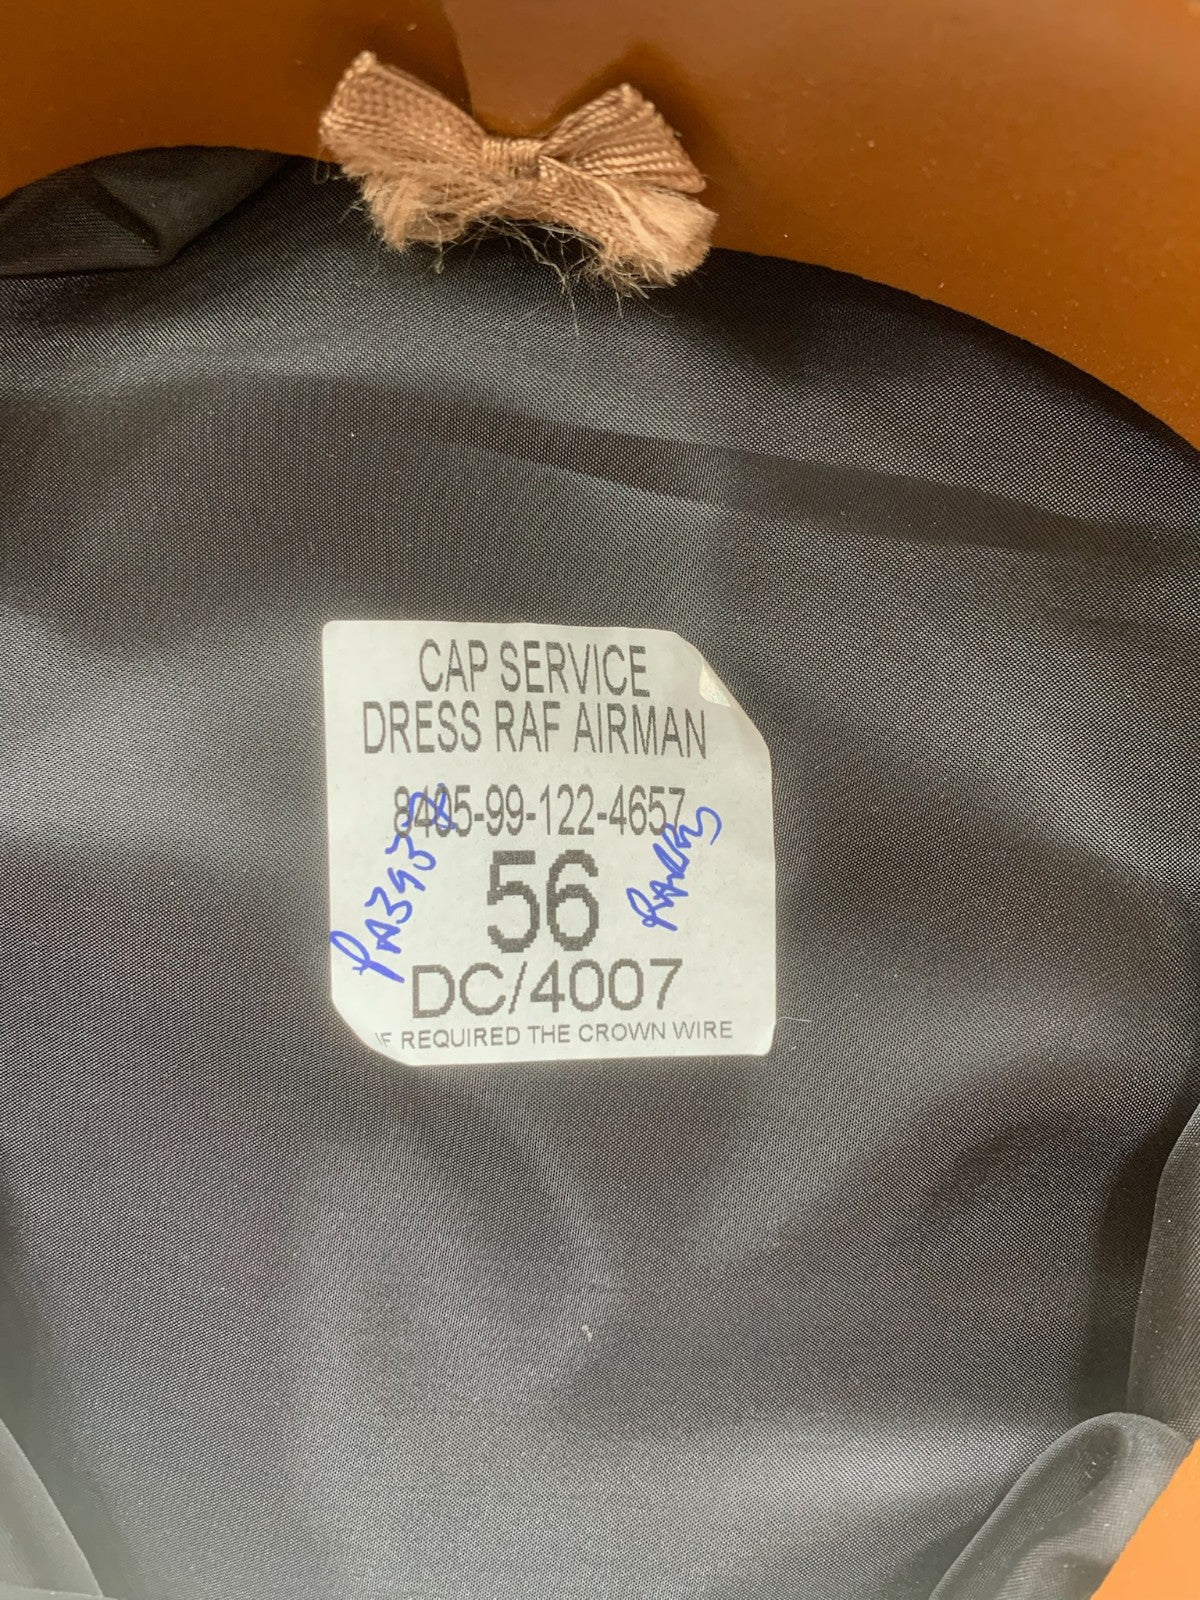 CAP SERVICE
DRESS RAF AIRMAN
8405-99-122-4657
56
DC/4007
IF REQUIRED THE CROWN WIRE